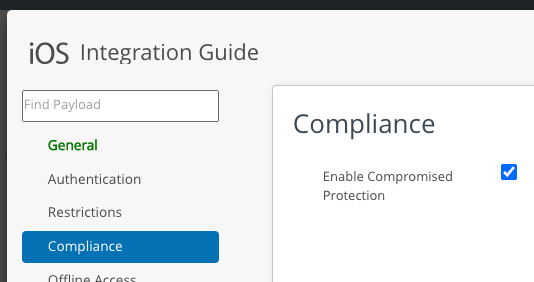 iOS Integration Guide
Find Payload
General
Authentication
Restrictions
Compliance
Offline Access
Compliance
Enable Compromised
Protection